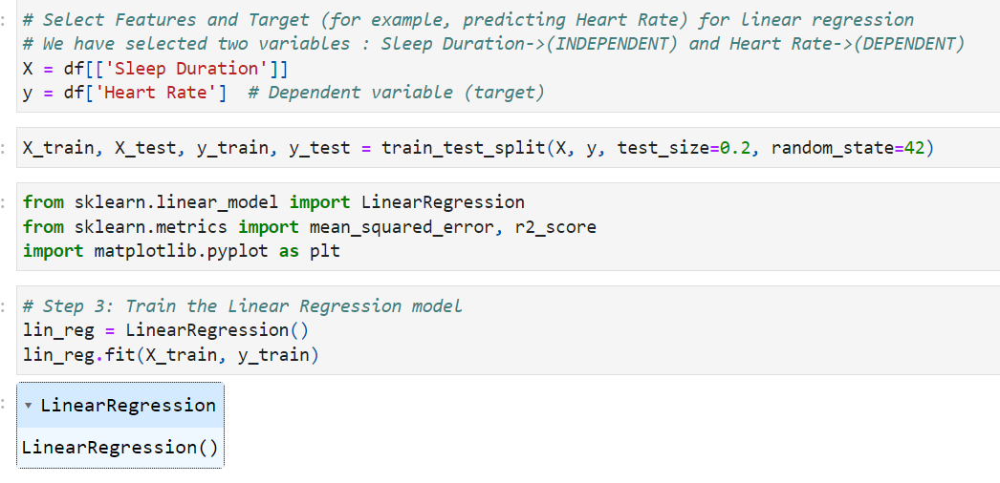 # Select Features and Target (for example, predicting Heart Rate) for linear regression
# We have selected two variables : Sleep Duration->(INDEPENDENT) and Heart Rate->(DEPENDENT)
X = df[['Sleep Duration']]
y = df['Heart Rate']  # Dependent variable (target)
X_train, X_test, y_train, y_test = train_test_split(X, y, test_size=0.2, random_state=42)
from sklearn.linear_model import LinearRegression
from sklearn.metrics import mean_squared_error, r2_score
import matplotlib.pyplot as plt
# Step 3: Train the Linear Regression model
lin_reg = LinearRegression()
lin_reg.fit(X_train, y_train)
▾ LinearRegression
LinearRegression()